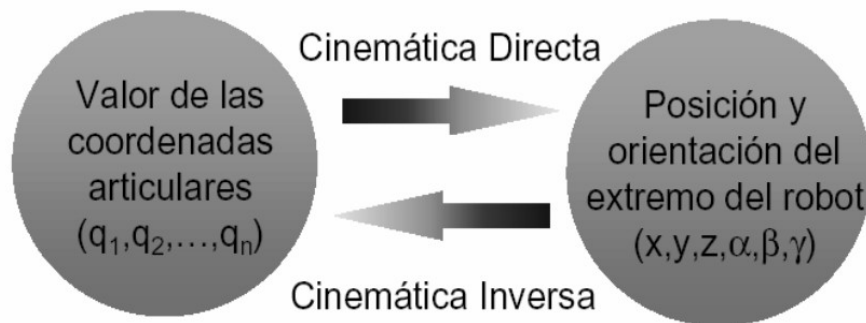 Cinemática Directa
Valor de las
coordenadas
articulares
(q₁,q₂,…,qₙ)
Posición y
orientación del
extremo del robot
(x,y,z,α,β,γ)
Cinemática Inversa